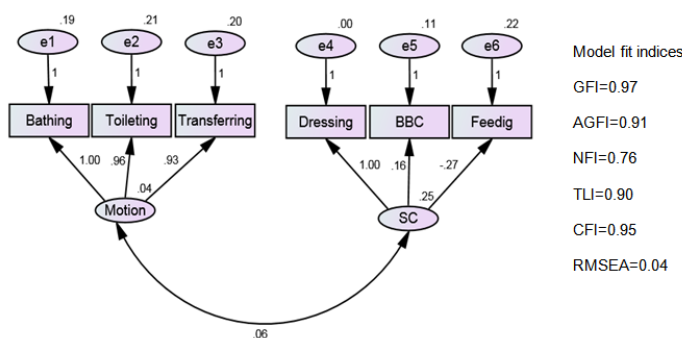 .19 .21 .20 .00 .11 .22
e1 e2 e3 e4 e5 e6
1 1 1 1 1 1
Bathing Toileting Transferring Dressing BBC Feedig
1.00 .96 .93 1.00 .16 -.27
.04 .25
Motion SC
.06
Model fit indices
GFI=0.97
AGFI=0.91
NFI=0.76
TLI=0.90
CFI=0.95
RMSEA=0.04